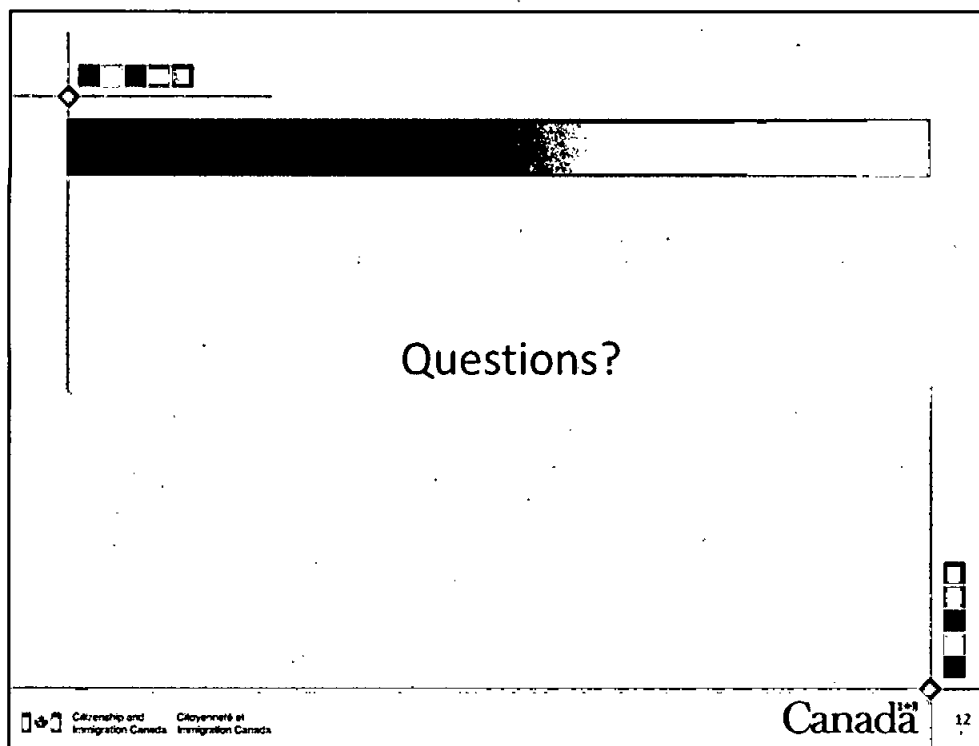 Questions?
Citizenship and
Immigration Canada
Citoyenneté et
Immigration Canada
Canada
12